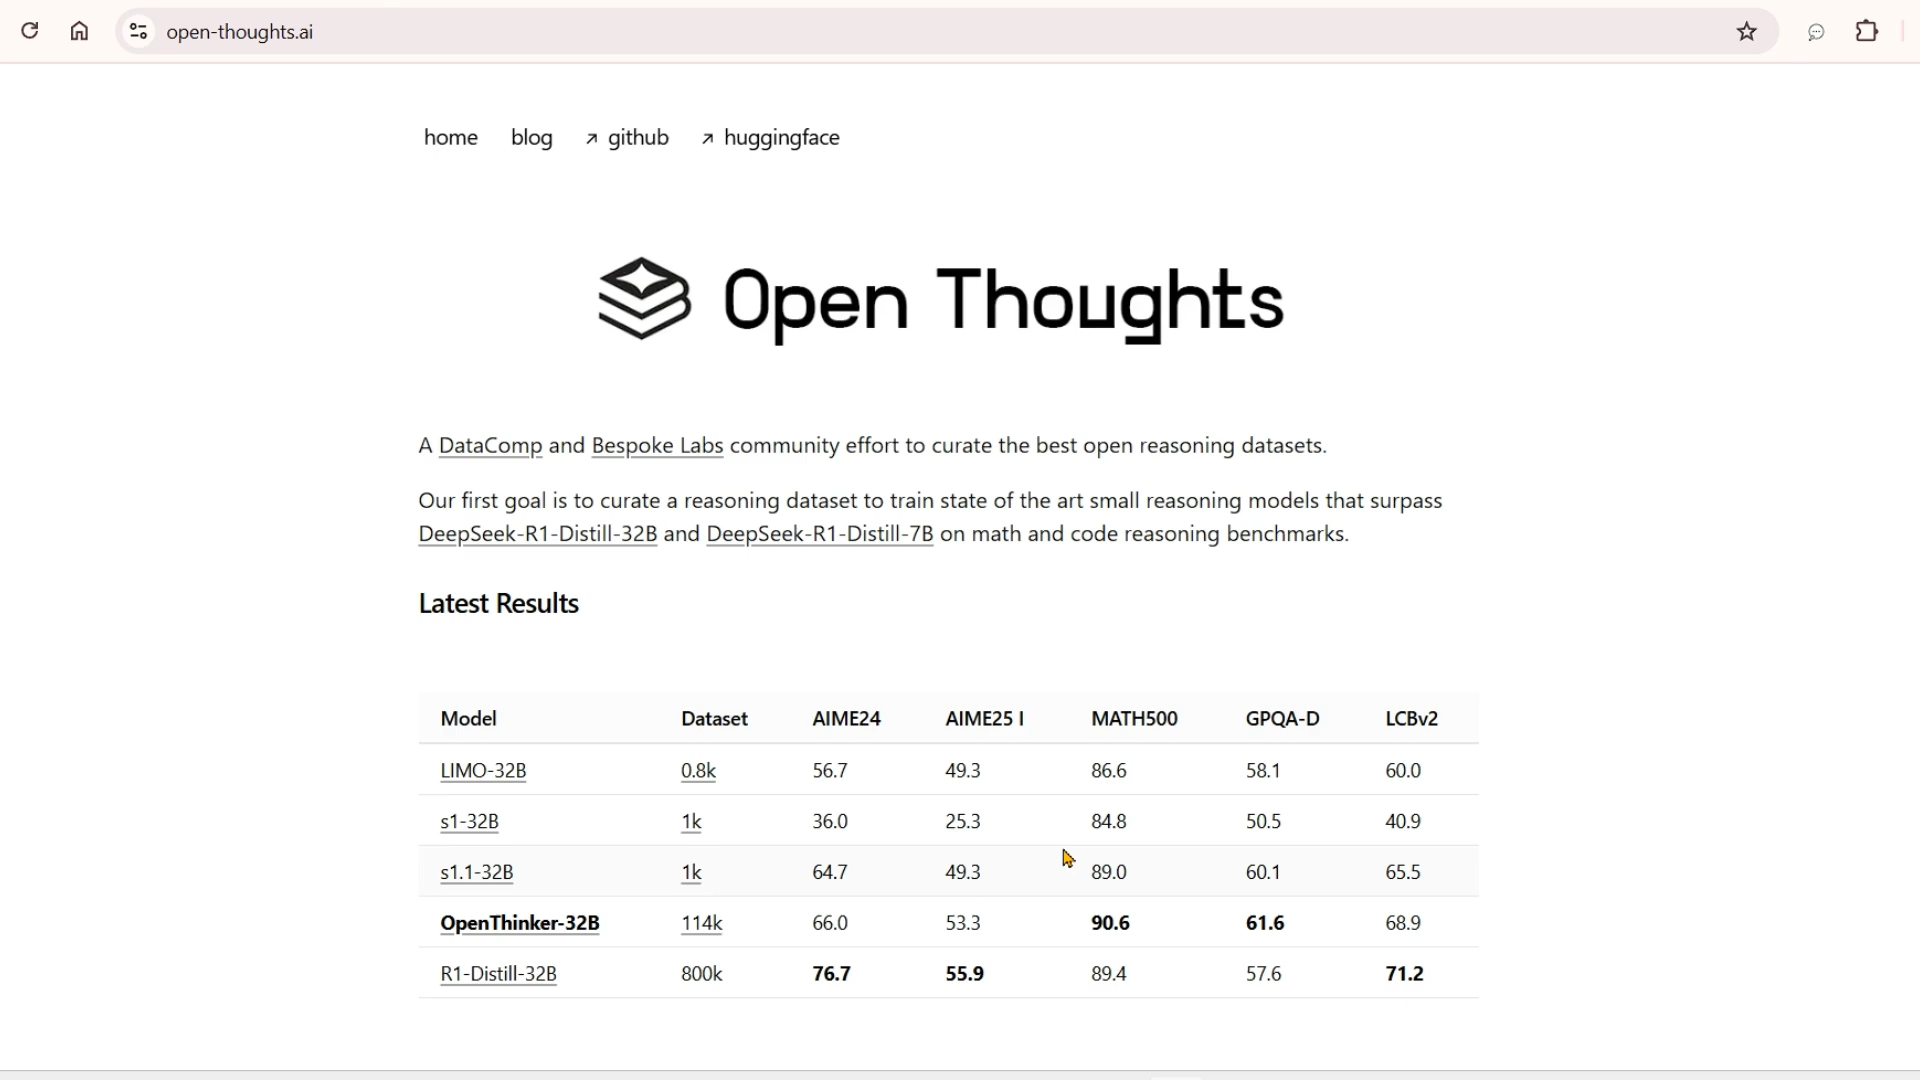 open-thoughts.ai
home blog ↗ github ↗ huggingface
Open Thoughts
A DataComp and Bespoke Labs community effort to curate the best open reasoning datasets.
Our first goal is to curate a reasoning dataset to train state of the art small reasoning models that surpass
DeepSeek-R1-Distill-32B and DeepSeek-R1-Distill-7B on math and code reasoning benchmarks.
Latest Results
Model Dataset AIME24 AIME25 I MATH500 GPQA-D LCBv2
LIMO-32B 0.8k 56.7 49.3 86.6 58.1 60.0
s1-32B 1k 36.0 25.3 84.8 50.5 40.9
s1.1-32B 1k 64.7 49.3 89.0 60.1 65.5
OpenThinker-32B 114k 66.0 53.3 90.6 61.6 68.9
R1-Distill-32B 800k 76.7 55.9 89.4 57.6 71.2